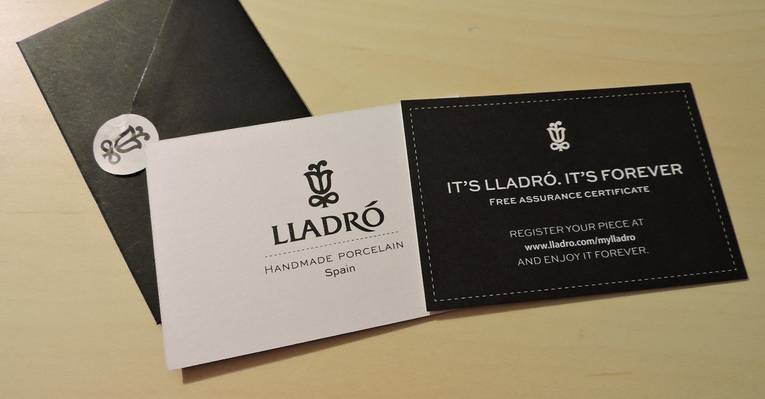 LLADRÓ
HANDMADE PORCELAIN
Spain
IT'S LLADRÓ. IT'S FOREVER
FREE ASSURANCE CERTIFICATE
REGISTER YOUR PIECE AT
www.lladro.com/mylladro
AND ENJOY IT FOREVER.